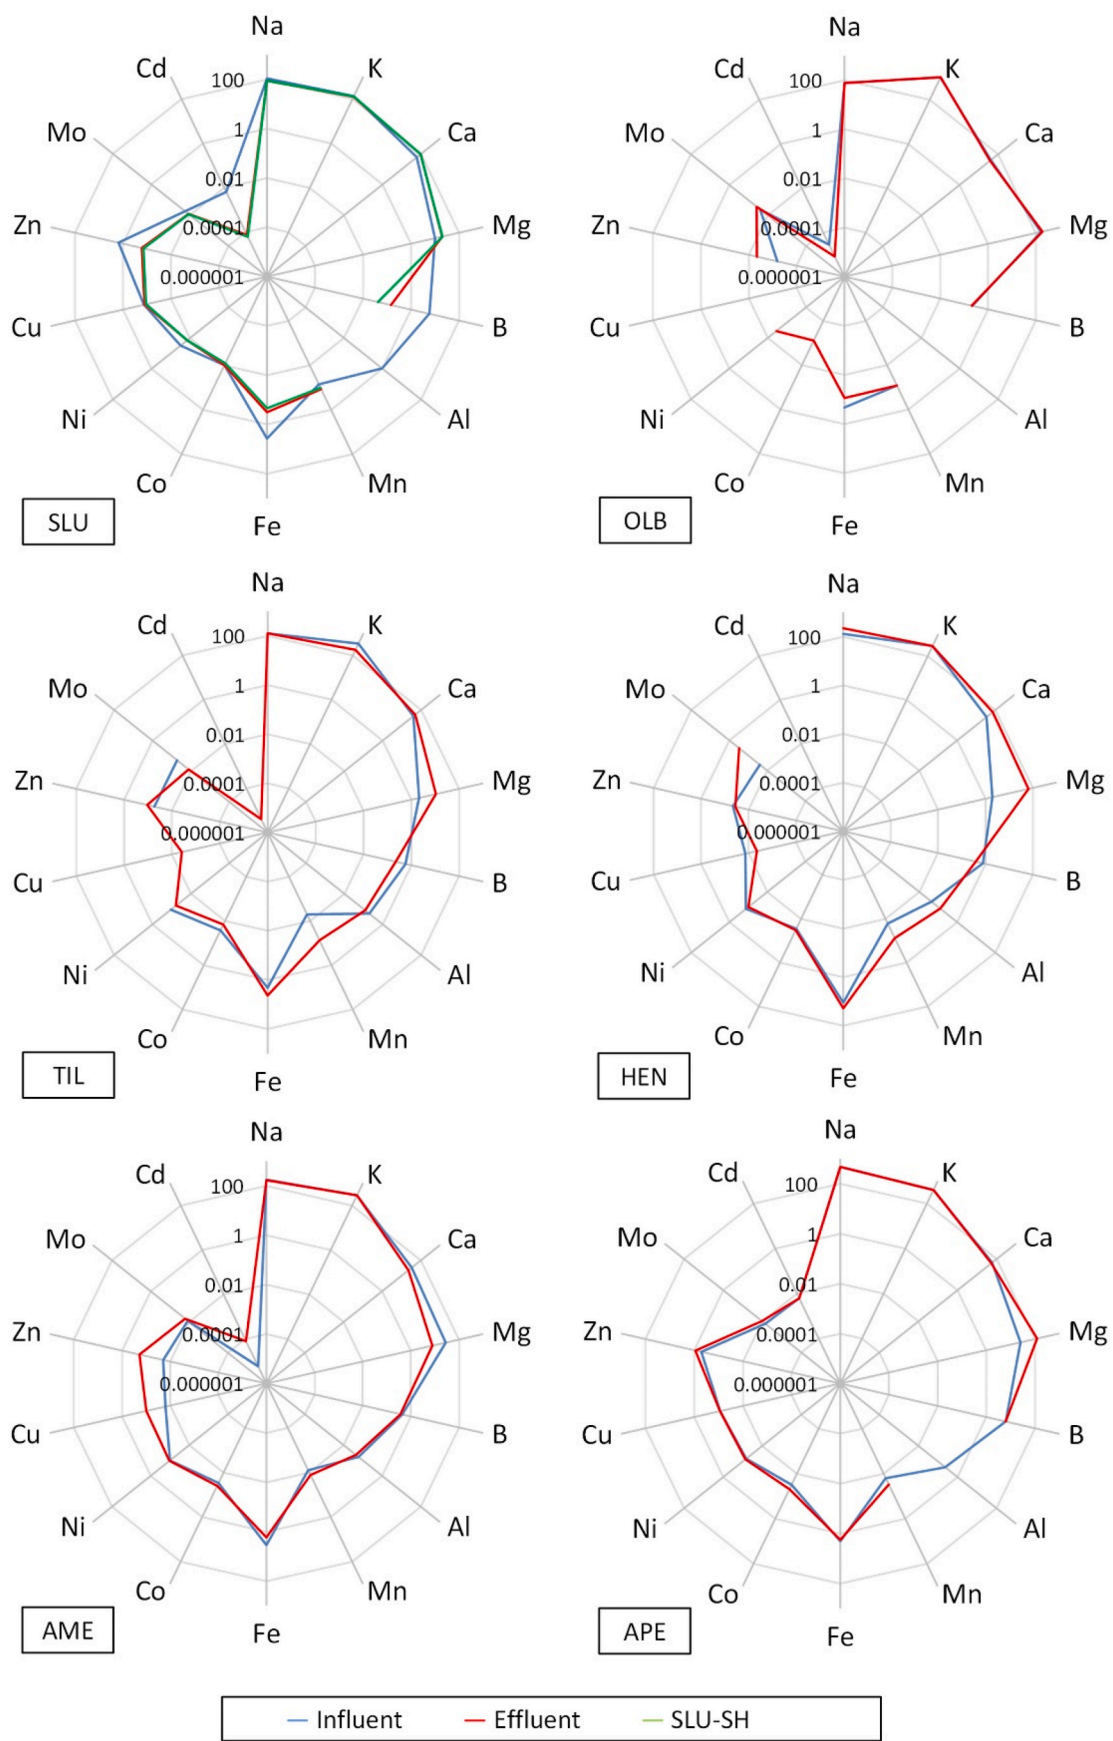 Na
Cd K
100
Mo Ca
1
0.01
Zn 0.0001 Mg
0.000001
Cu B
Ni Al
Co Mn
Fe
SLU
Na
Cd K
100
Mo Ca
1
0.01
Zn 0.0001 Mg
0.000001
Cu B
Ni Al
Co Mn
Fe
OLB
Na
Cd K
100
Mo Ca
1
0.01
Zn 0.0001 Mg
0.000001
Cu B
Ni Al
Co Mn
Fe
TIL
Na
Cd K
100
Mo Ca
1
0.01
Zn 0.0001 Mg
0.000001
Cu B
Ni Al
Co Mn
Fe
HEN
Na
Cd K
100
Mo Ca
1
0.01
Zn 0.0001 Mg
0.000001
Cu B
Ni Al
Co Mn
Fe
AME
Na
Cd K
100
Mo Ca
1
0.01
Zn 0.0001 Mg
0.000001
Cu B
Ni Al
Co Mn
Fe
APE
Influent Effluent SLU-SH